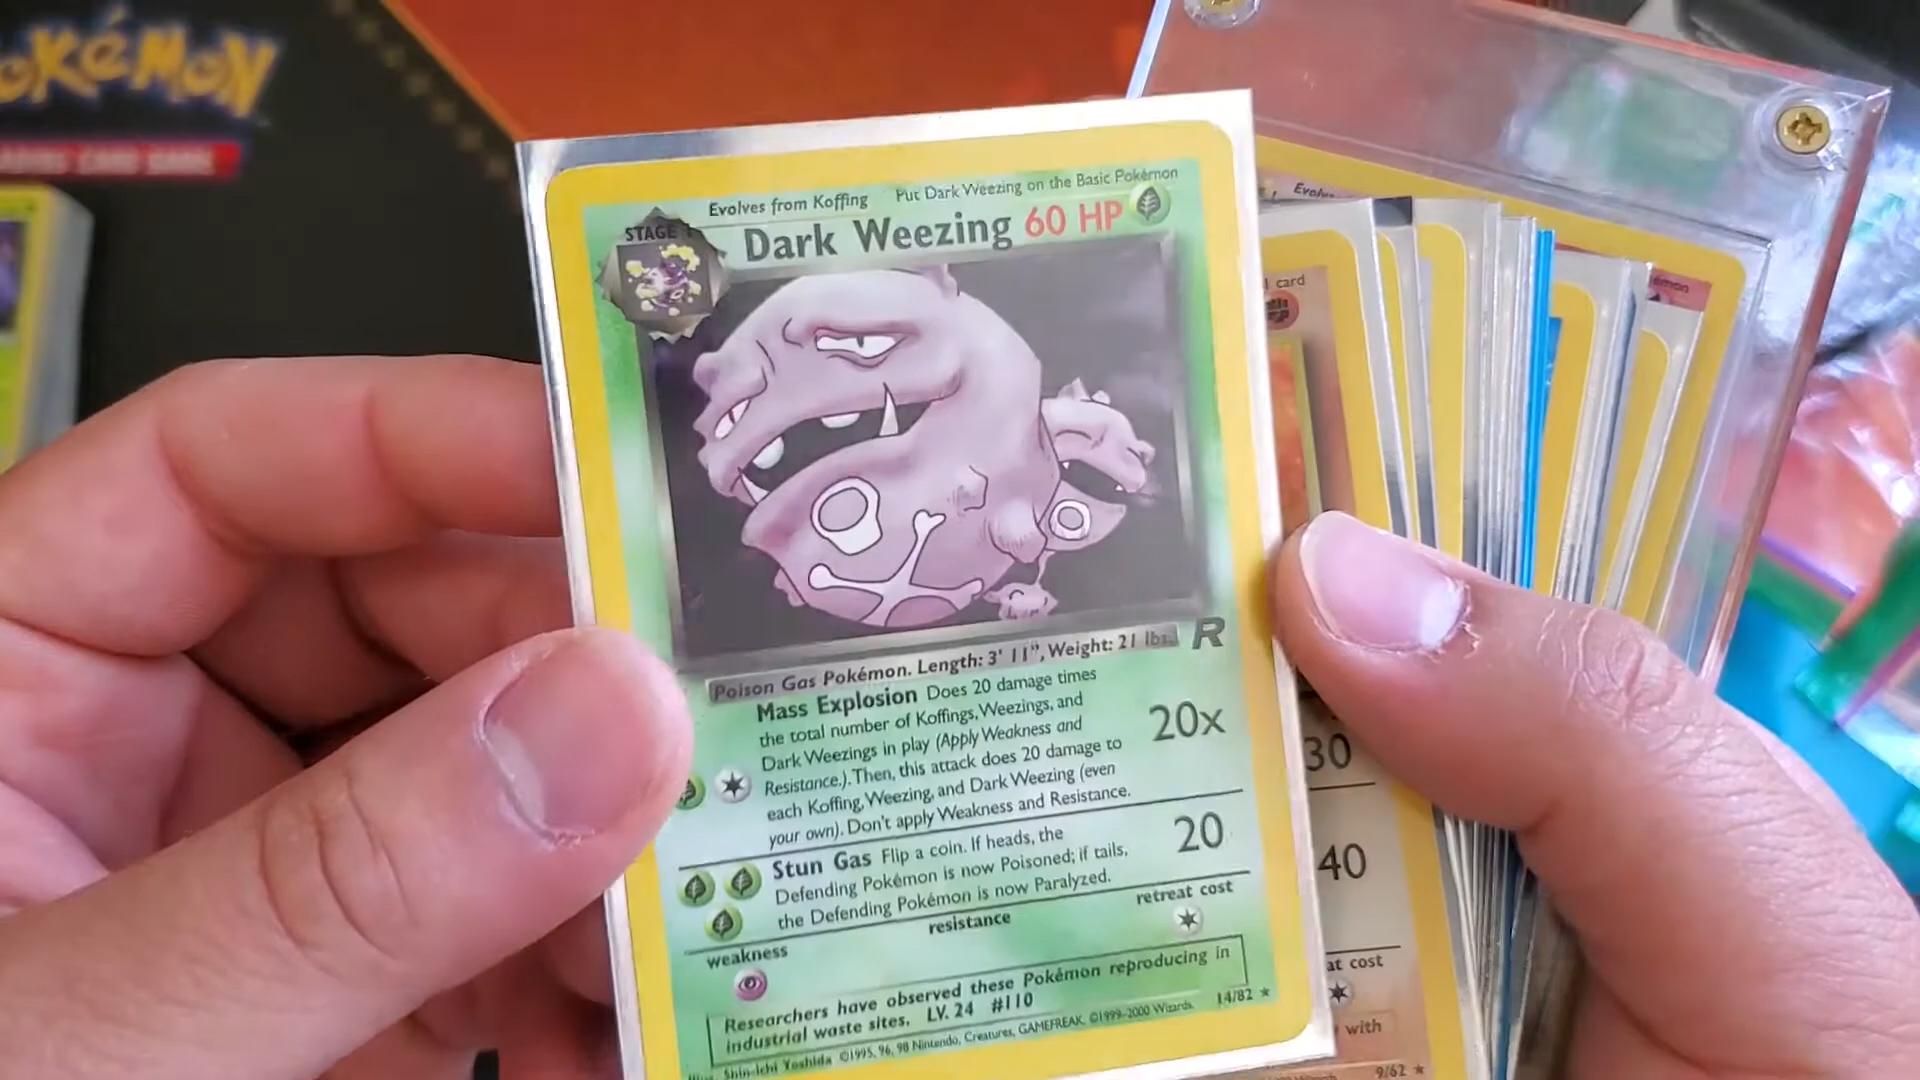 POKéMON
TRADING CARD GAME
Evolves from Koffing Put Dark Weezing on the Basic Pokémon
STAGE 1
Dark Weezing 60 HP
Poison Gas Pokémon. Length: 3' 11", Weight: 21 lbs.
Mass Explosion Does 20 damage times
the total number of Koffings, Weezings, and
Dark Weezings in play (Apply Weakness and
Resistance.). Then, this attack does 20 damage to
each Koffing, Weezing, and Dark Weezing (even
your own). Don't apply Weakness and Resistance.
20x
Stun Gas Flip a coin. If heads, the
Defending Pokémon is now Poisoned; if tails,
the Defending Pokémon is now Paralyzed.
20
weakness
resistance
retreat cost
Researchers have observed these Pokémon reproducing in
industrial waste sites. LV. 24 #110
Illus. Shin-ichi Yoshida ©1995, 96, 98 Nintendo, Creatures, GAMEFREAK. ©1999-2000 Wizards. 14/82 ★
card
30
40
at cost
with
9/62 ★